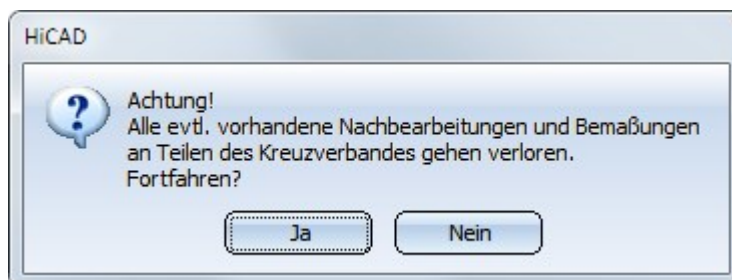 HiCAD
Achtung!
Alle evtl. vorhandene Nachbearbeitungen und Bemaßungen
an Teilen des Kreuzverbandes gehen verloren.
Fortfahren?
Ja
Nein